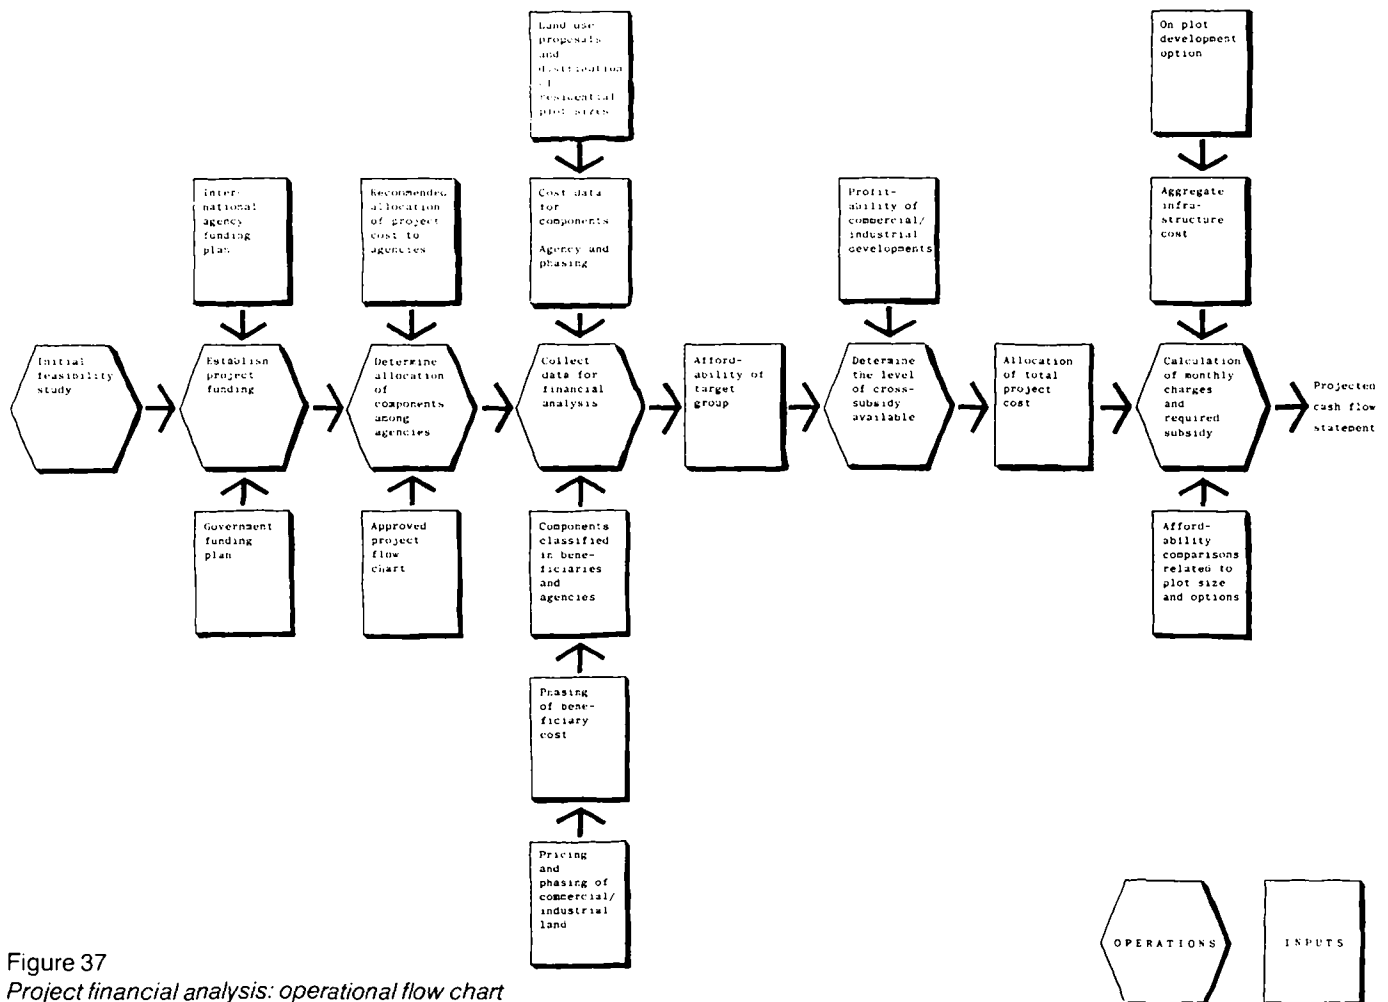 Land use
proposals
and
distribution
of
residential
plot sizes
On plot
development
option
Inter-
national
agency
funding
plan
Recommended
allocation
of project
cost to
agencies
Cost data
for
components
Agency and
phasing
Profit-
ability of
commercial/
industrial
developments
Aggregate
infra-
structure
cost
Initial
feasibility
study
Establish
project
funding
Determine
allocation
of
components
among
agencies
Collect
data for
financial
analysis
Afford-
ability of
target
group
Determine
the level
of cross-
subsidy
available
Allocation
of total
project
cost
Calculation
of monthly
charges
and
required
subsidy
Projected
cash flow
statement
Government
funding
plan
Approved
project
flow
chart
Components
classified
in bene-
ficiaries
and
agencies
Afford-
ability
comparisons
related to
plot size
and options
Phasing
of bene-
ficiary
cost
Pricing
and
phasing of
commercial/
industrial
land
OPERATIONS
INPUTS
Figure 37
Project financial analysis: operational flow chart